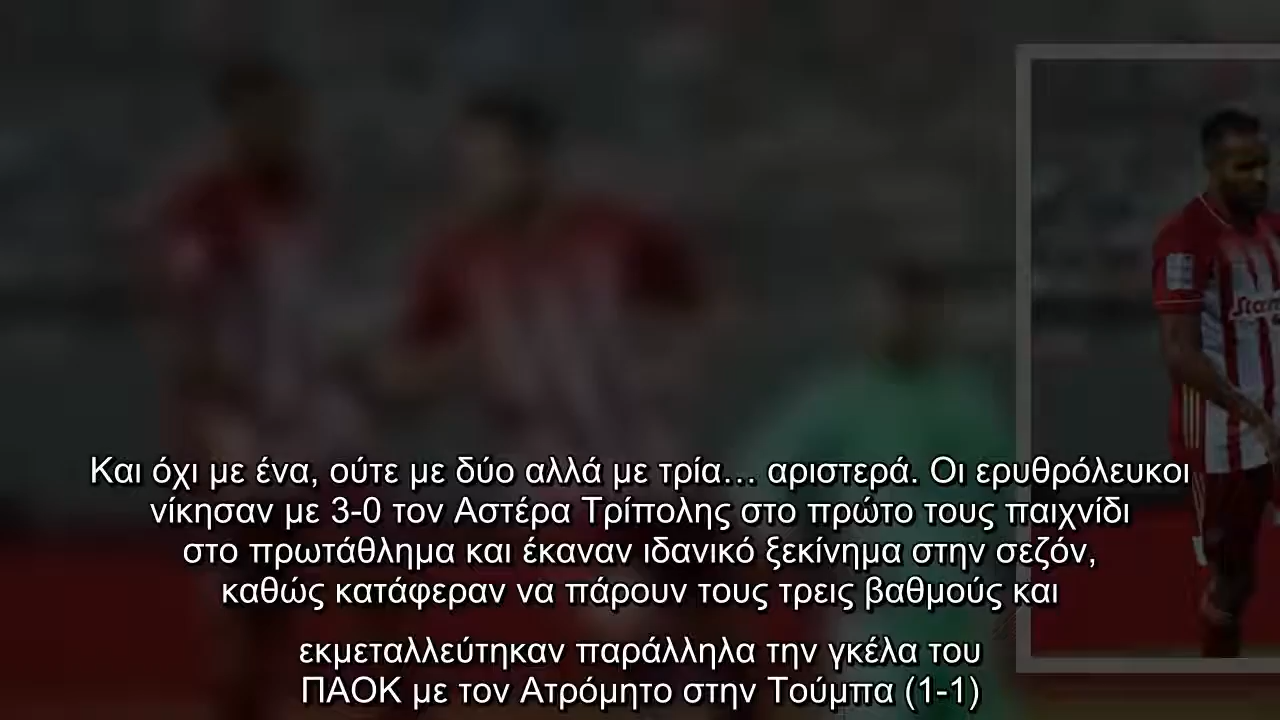 Και όχι με ένα, ούτε με δύο αλλά με τρία… αριστερά. Οι ερυθρόλευκοι
νίκησαν με 3-0 τον Αστέρα Τρίπολης στο πρώτο τους παιχνίδι
στο πρωτάθλημα και έκαναν ιδανικό ξεκίνημα στην σεζόν,
καθώς κατάφεραν να πάρουν τους τρεις βαθμούς και
εκμεταλλεύτηκαν παράλληλα την γκέλα του
ΠΑΟΚ με τον Ατρόμητο στην Τούμπα (1-1)